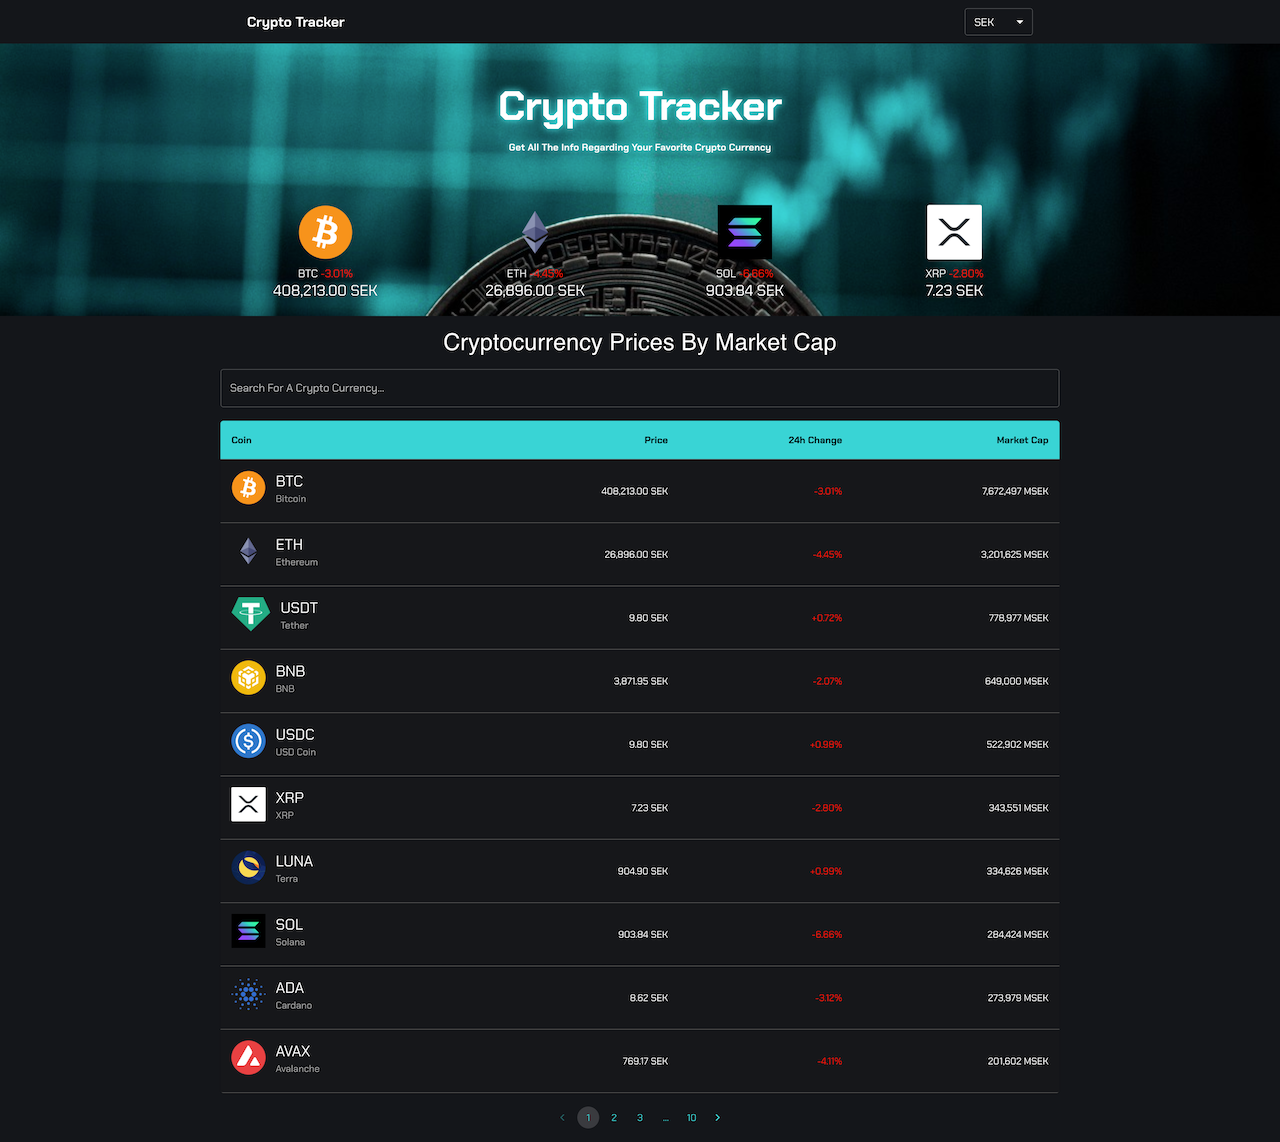 Crypto Tracker
SEK
Crypto Tracker
Get All The Info Regarding Your Favorite Crypto Currency
DECENTRALIZED
BTC -3.01%
408,213.00 SEK
ETH -4.45%
26,896.00 SEK
SOL -6.66%
903.84 SEK
XRP -2.80%
7.23 SEK
Cryptocurrency Prices By Market Cap
Search For A Crypto Currency...
Coin Price 24h Change Market Cap
BTC
Bitcoin
408,213.00 SEK -3.01% 7,672,497 MSEK
ETH
Ethereum
26,896.00 SEK -4.45% 3,201,625 MSEK
USDT
Tether
9.80 SEK +0.72% 778,977 MSEK
BNB
BNB
3,871.95 SEK -2.07% 649,000 MSEK
USDC
USD Coin
9.80 SEK +0.88% 522,902 MSEK
XRP
XRP
7.23 SEK -2.80% 343,551 MSEK
LUNA
Terra
904.90 SEK +0.99% 334,626 MSEK
SOL
Solana
903.84 SEK -6.66% 284,424 MSEK
ADA
Cardano
8.62 SEK -3.12% 273,979 MSEK
AVAX
Avalanche
769.17 SEK -4.11% 201,602 MSEK
< 1 2 3 ... 10 >